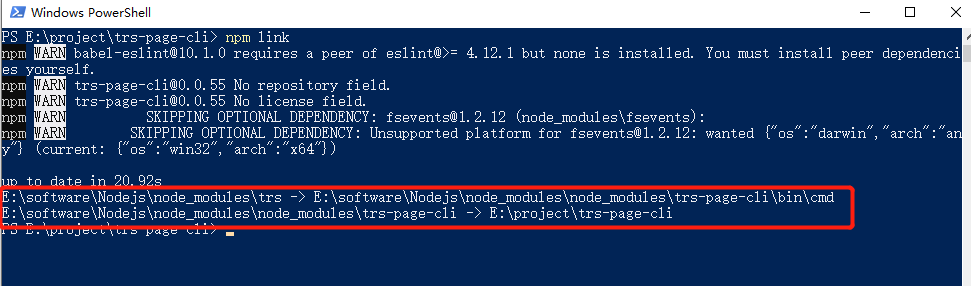 Windows PowerShell
PS E:\project\trs-page-cli> npm link
npm WARN babel-eslint@10.1.0 requires a peer of eslint@>= 4.12.1 but none is installed. You must install peer dependenci
es yourself.
npm WARN trs-page-cli@0.0.55 No repository field.
npm WARN trs-page-cli@0.0.55 No license field.
npm WARN SKIPPING OPTIONAL DEPENDENCY: fsevents@1.2.12 (node_modules\fsevents):
npm WARN SKIPPING OPTIONAL DEPENDENCY: Unsupported platform for fsevents@1.2.12: wanted {"os":"darwin","arch":"an
y"} (current: {"os":"win32","arch":"x64"})
up to date in 20.92s
E:\software\Nodejs\node_modules\trs -> E:\software\Nodejs\node_modules\node_modules\trs-page-cli\bin\cmd
E:\software\Nodejs\node_modules\node_modules\trs-page-cli -> E:\project\trs-page-cli
PS E:\project\trs-page-cli>